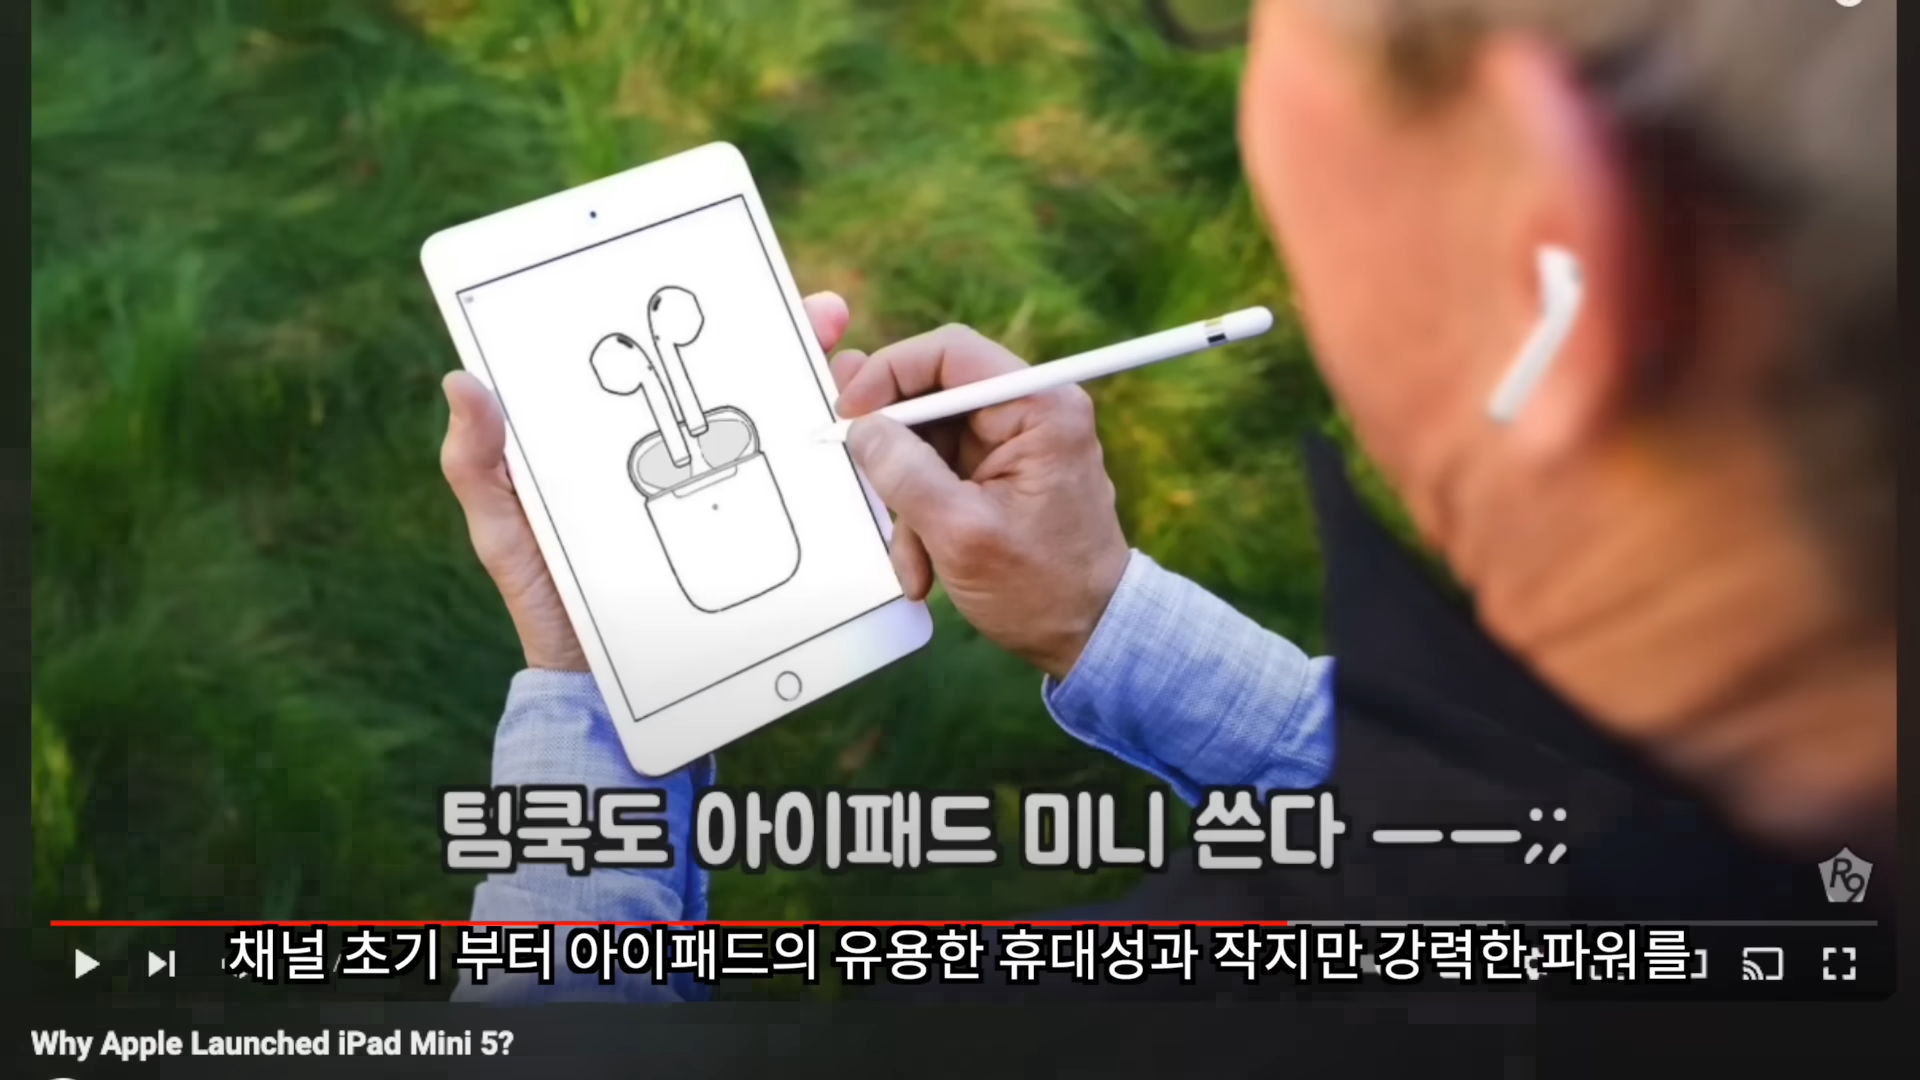 팀쿡도 아이패드 미니 쓴다 ㅡㅡ;;
R9
채널 초기 부터 아이패드의 유용한 휴대성과 작지만 강력한 파워를
Why Apple Launched iPad Mini 5?